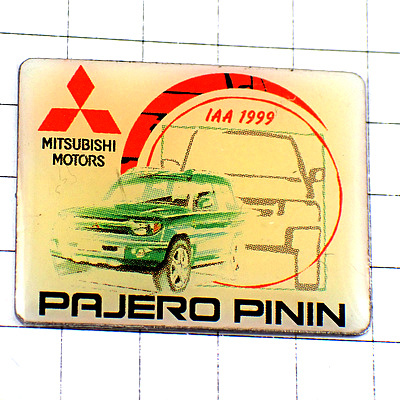 IAA 1999
MITSUBISHI
MOTORS
PAJERO PININ